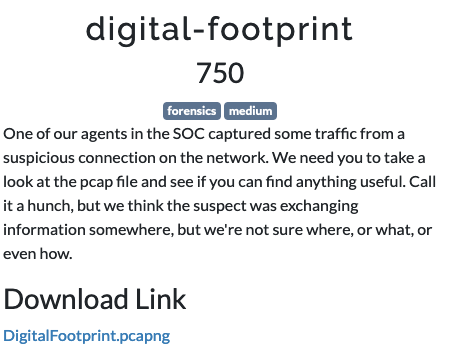 digital-footprint
750
forensics medium
One of our agents in the SOC captured some traffic from a
suspicious connection on the network. We need you to take a
look at the pcap file and see if you can find anything useful. Call
it a hunch, but we think the suspect was exchanging
information somewhere, but we're not sure where, or what, or
even how.
Download Link
DigitalFootprint.pcapng